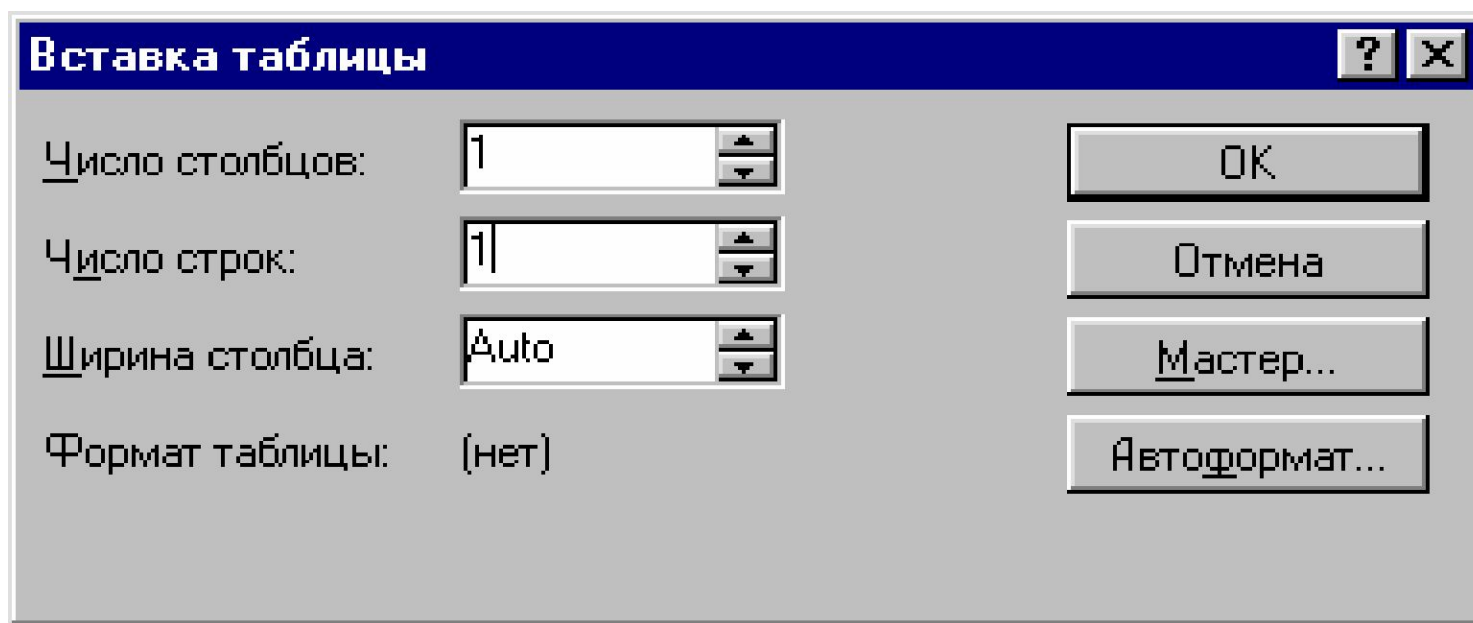 Вставка таблицы
Число столбцов: 1 OK
Число строк: 1 Отмена
Ширина столбца: Auto Мастер...
Формат таблицы: (нет) Автоформат...